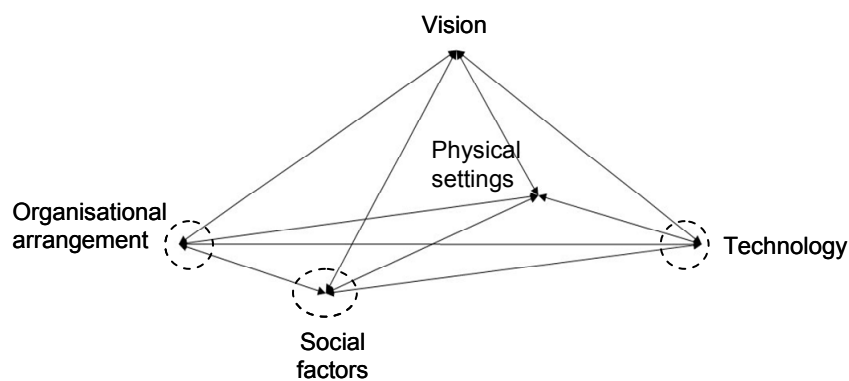 Vision
Physical
settings
Organisational
arrangement
Technology
Social
factors